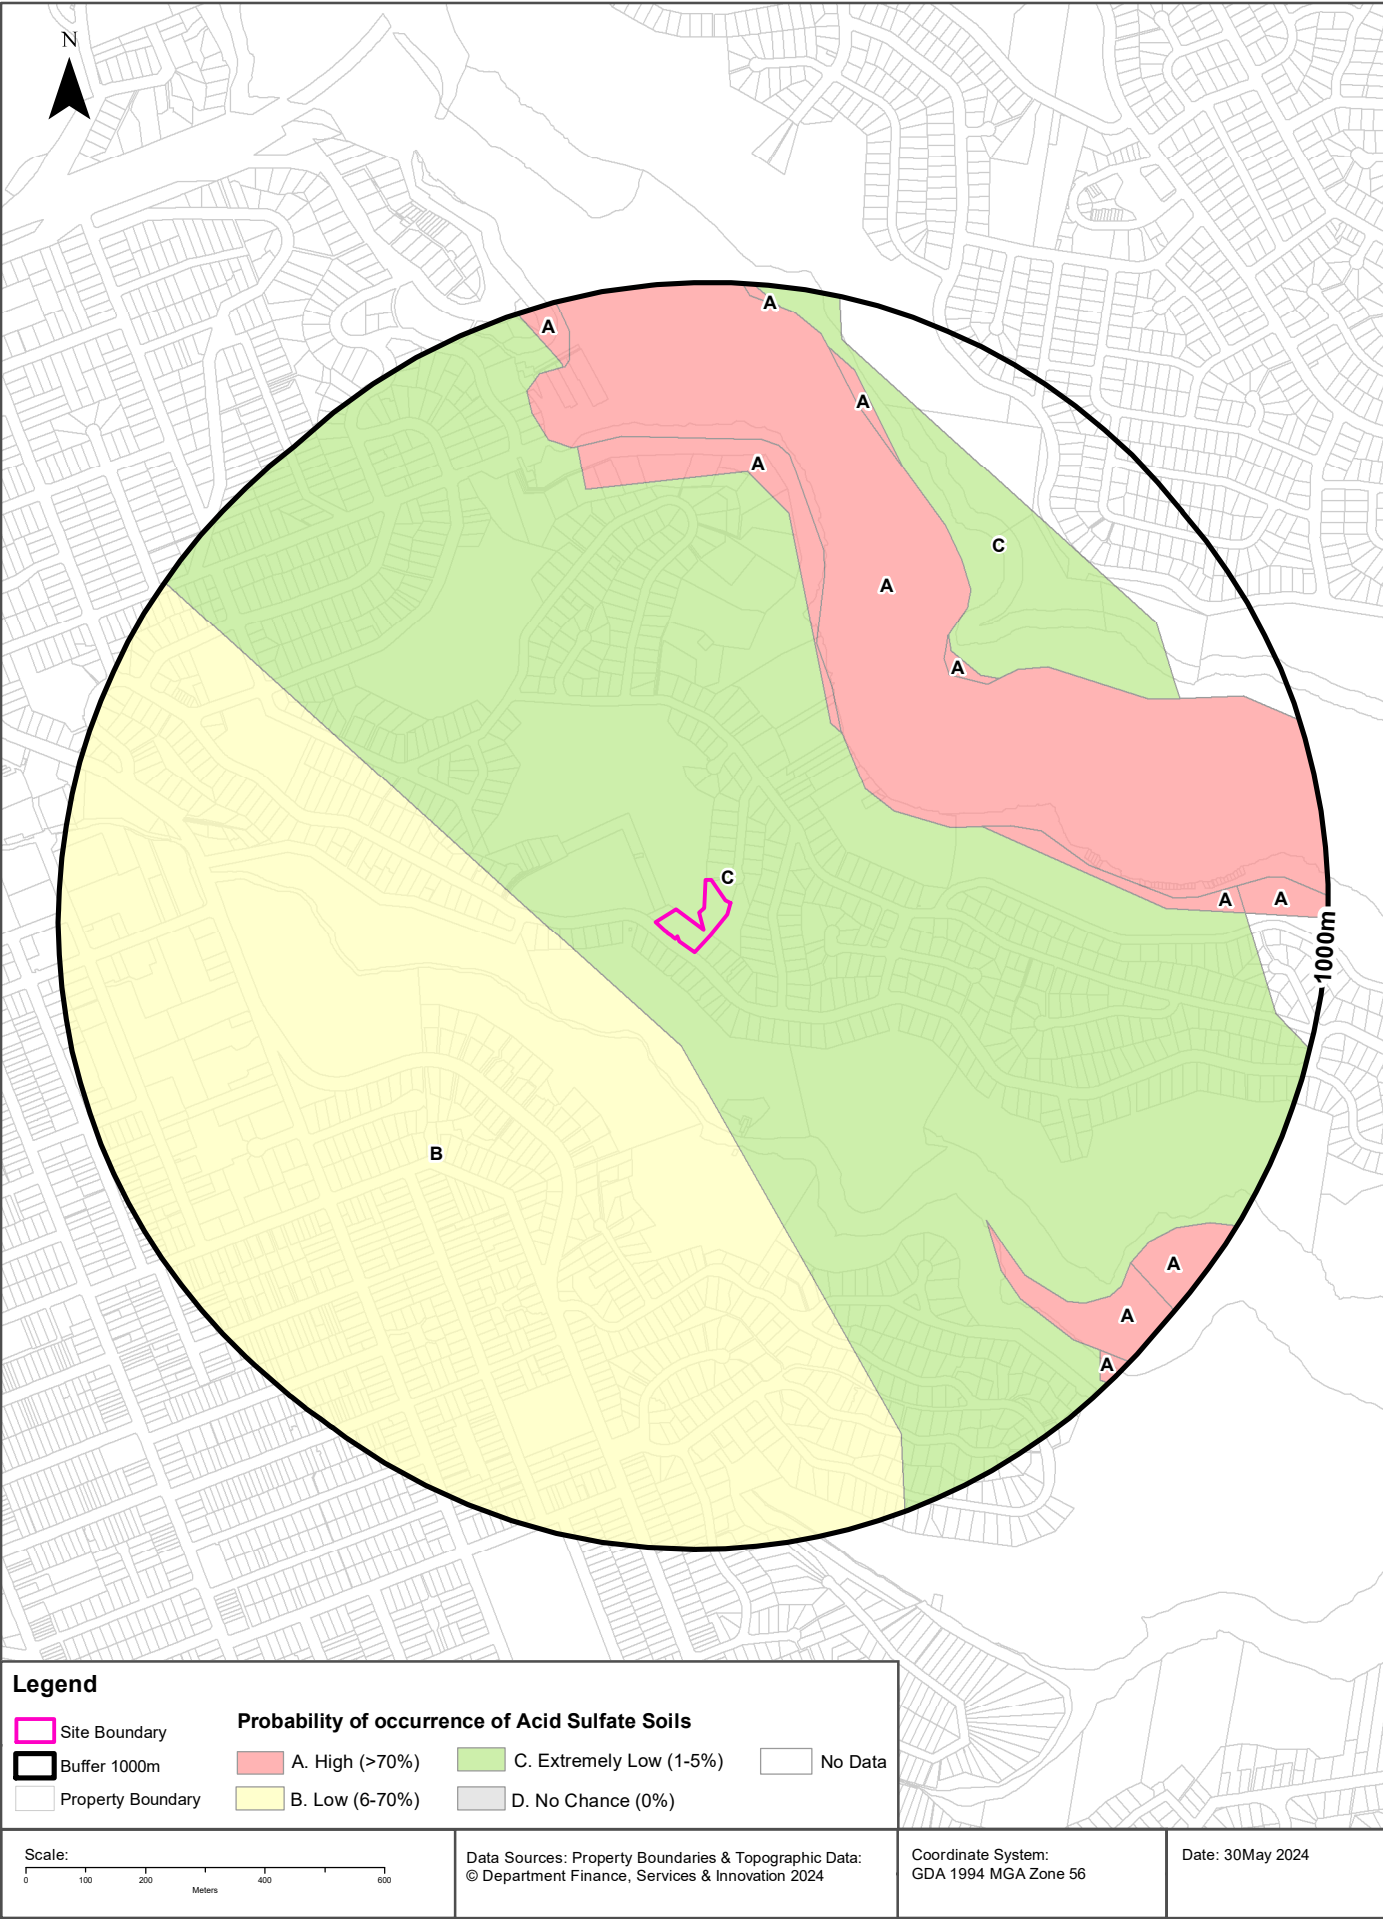 N
A
A
A
A
C
A
A
C
A
A
1000m
B
A
A
A
Legend
Site Boundary
Buffer 1000m
Property Boundary
Probability of occurrence of Acid Sulfate Soils
A. High (>70%)
C. Extremely Low (1-5%)
No Data
B. Low (6-70%)
D. No Chance (0%)
Scale:
0 100 200 400 600
Meters
Data Sources: Property Boundaries & Topographic Data:
© Department Finance, Services & Innovation 2024
Coordinate System:
GDA 1994 MGA Zone 56
Date: 30May 2024